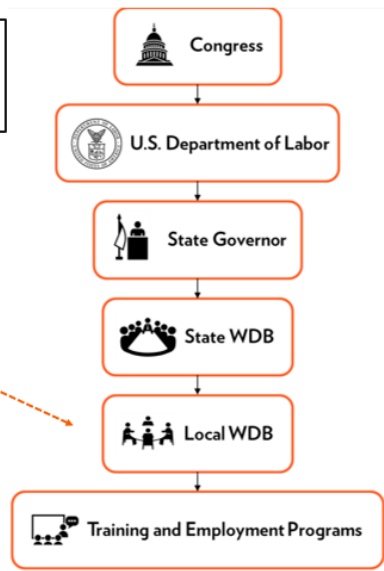 Congress
U.S. Department of Labor
State Governor
State WDB
Local WDB
Training and Employment Programs